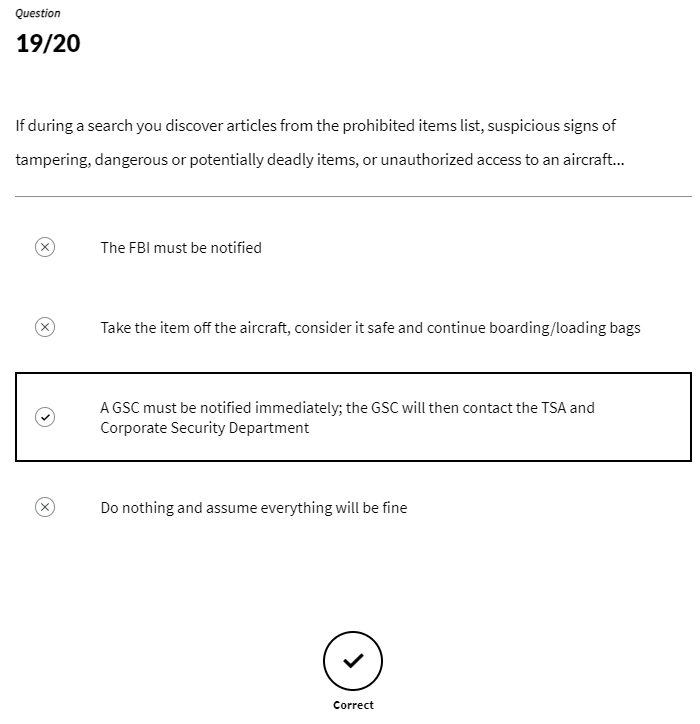 Question
19/20
If during a search you discover articles from the prohibited items list, suspicious signs of
tampering, dangerous or potentially deadly items, or unauthorized access to an aircraft...
The FBI must be notified
Take the item off the aircraft, consider it safe and continue boarding/loading bags
A GSC must be notified immediately; the GSC will then contact the TSA and
Corporate Security Department
Do nothing and assume everything will be fine
Correct